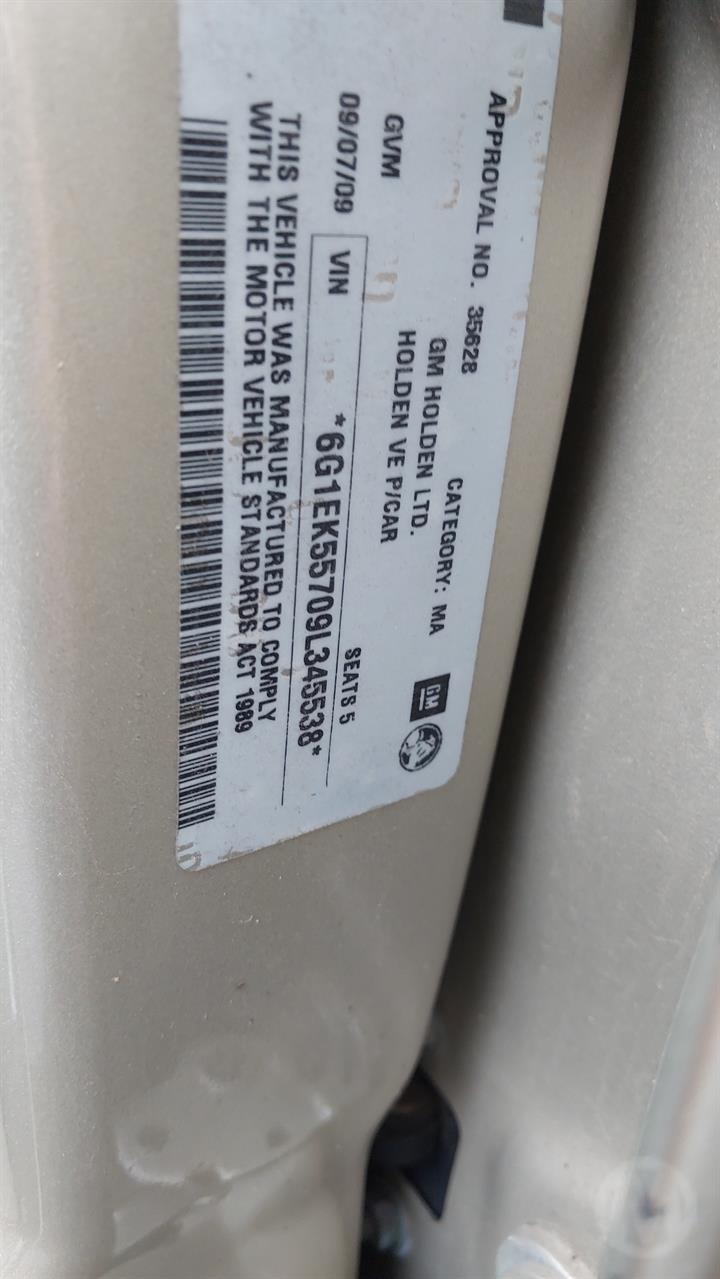 APPROVAL NO. 35628 CATEGORY: MA
GM HOLDEN LTD.
HOLDEN VE P/CAR
GM
GVM
09/07/09 SEATS 5
VIN *6G1EK55709L345538*
THIS VEHICLE WAS MANUFACTURED TO COMPLY
WITH THE MOTOR VEHICLE STANDARDS ACT 1989